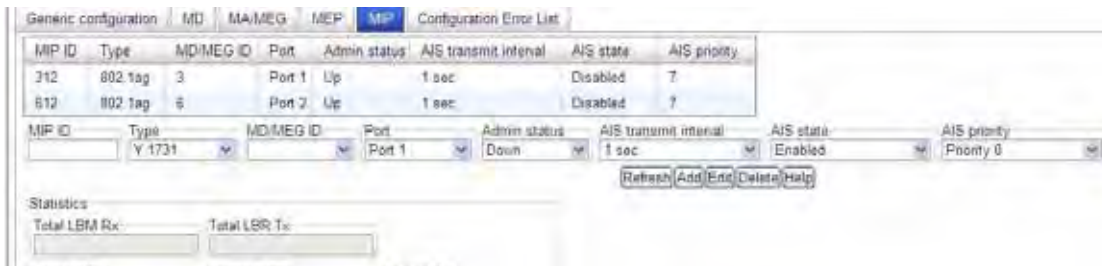 Generic configuration MD MA/MEG MEP MIP Configuration Error List
MIP ID Type MD/MEG ID Port Admin status AIS transmit interval AIS state AIS priority
312 802.1ag 3 Port 1 Up 1 sec Disabled 7
612 802.1ag 6 Port 2 Up 1 sec Disabled 7
MIP ID Type MD/MEG ID Port Admin status AIS transmit interval AIS state AIS priority
Y.1731 Port 1 Down 1 sec Enabled Priority 0
Refresh Add Edit Delete Help
Statistics
Total LBM Rx Total LBR Tx